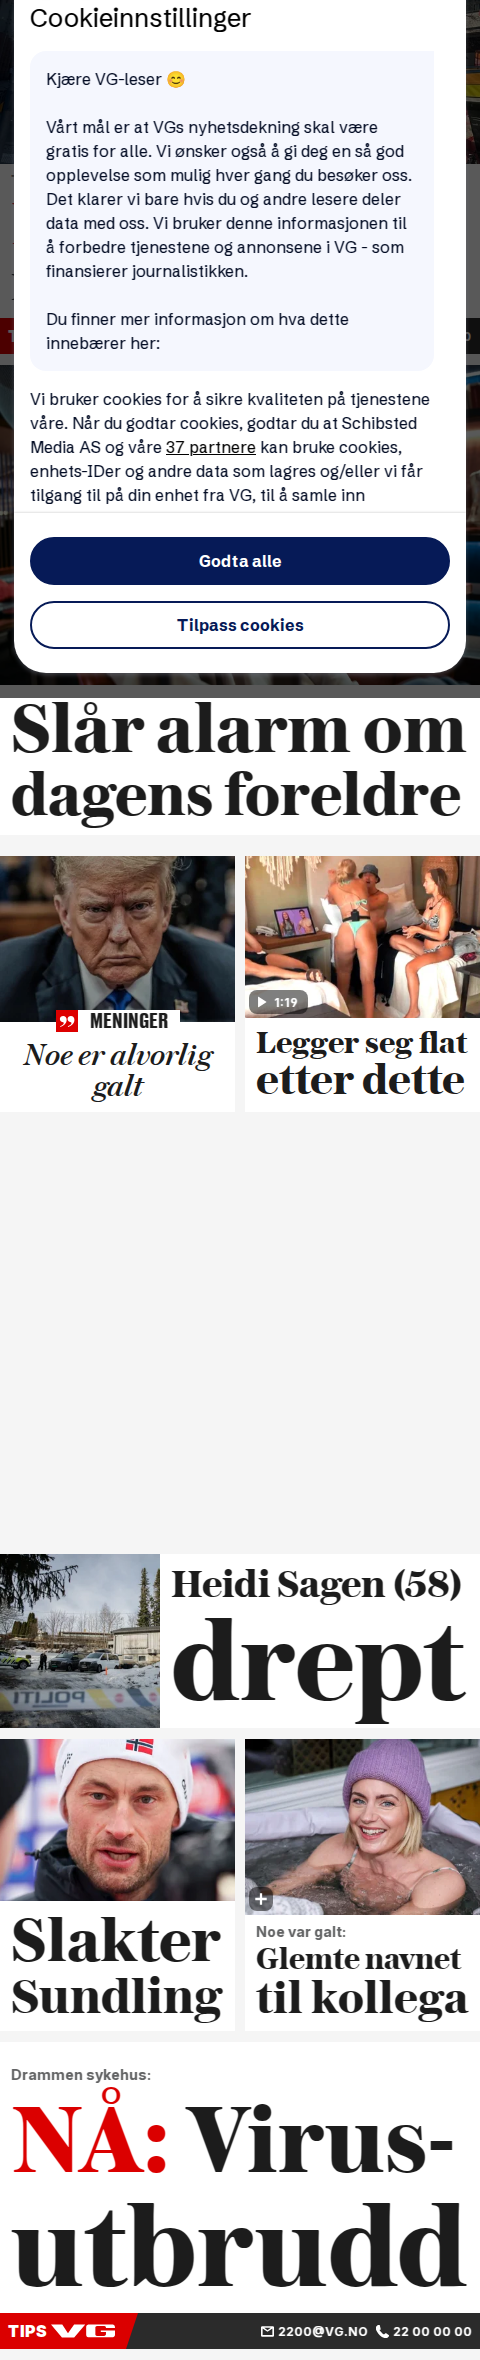 Cookieinnstillinger
Kjære VG-leser 😊
Vårt mål er at VGs nyhetsdekning skal være
gratis for alle. Vi ønsker også å gi deg en så god
opplevelse som mulig hver gang du besøker oss.
Det klarer vi bare hvis du og andre lesere deler
data med oss. Vi bruker denne informasjonen til
å forbedre tjenestene og annonsene i VG - som
finansierer journalistikken.
Du finner mer informasjon om hva dette
innebærer her:
Vi bruker cookies for å sikre kvaliteten på tjenestene
våre. Når du godtar cookies, godtar du at Schibsted
Media AS og våre 37 partnere kan bruke cookies,
enhets-IDer og andre data som lagres og/eller vi får
tilgang til på din enhet fra VG, til å samle inn
Godta alle
Tilpass cookies
Slår alarm om
dagens foreldre
MENINGER
Noe er alvorlig
galt
1:19
Legger seg flat
etter dette
POLITI
Heidi Sagen (58)
drept
Slakter
Sundling
Noe var galt:
Glemte navnet
til kollega
Drammen sykehus:
NÅ: Virus-
utbrudd
TIPS VG 2200@VG.NO 22 00 00 00